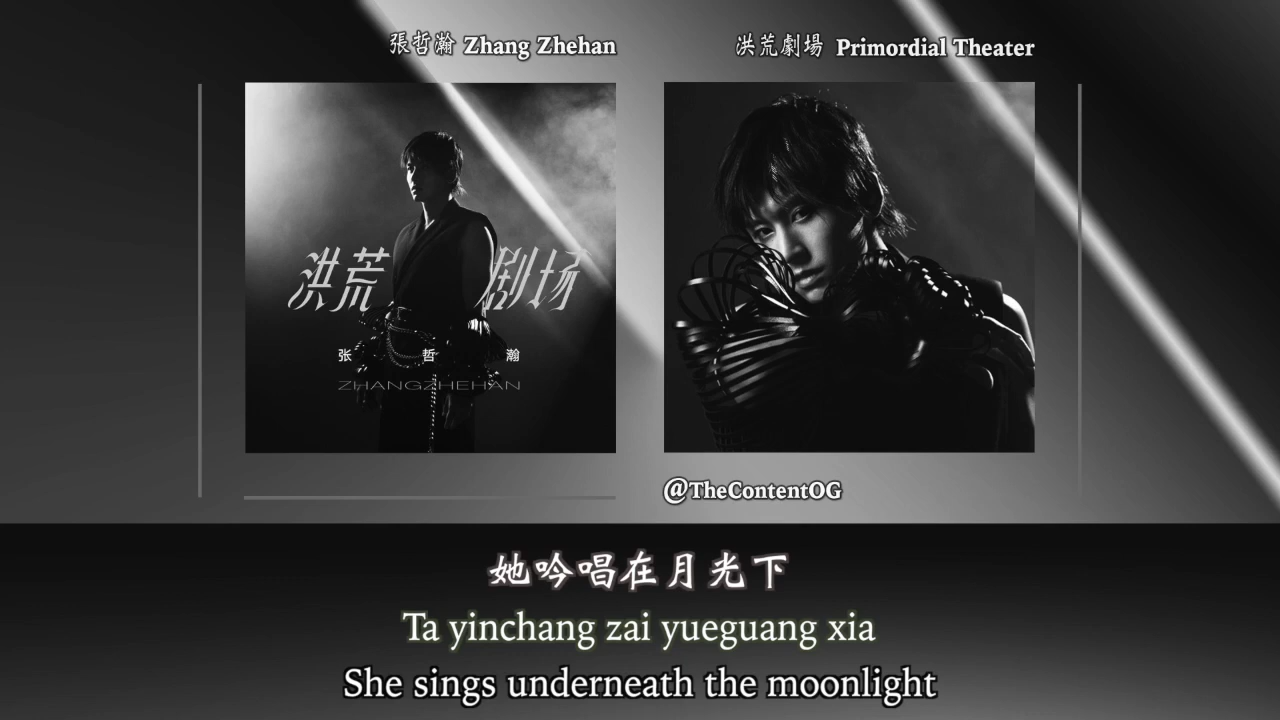 張哲瀚 Zhang Zhehan
洪荒劇場 Primordial Theater
洪荒剧场
张哲瀚
ZHANGZHEHAN
@TheContentOG
她吟唱在月光下
Ta yinchang zai yueguang xia
She sings underneath the moonlight